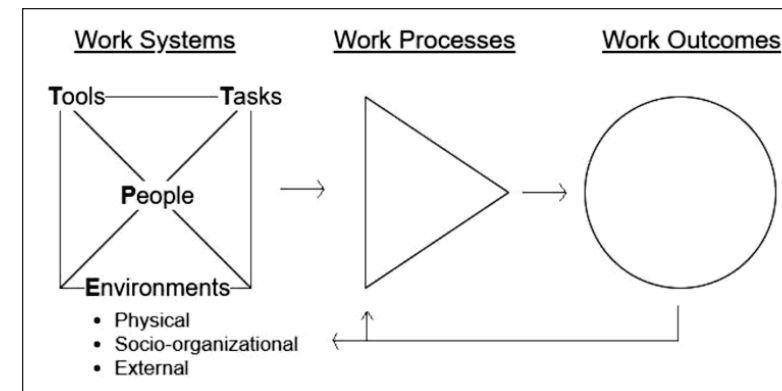 Work Systems
Work Processes
Work Outcomes
Tools
Tasks
People
Environments
• Physical
• Socio-organizational
• External